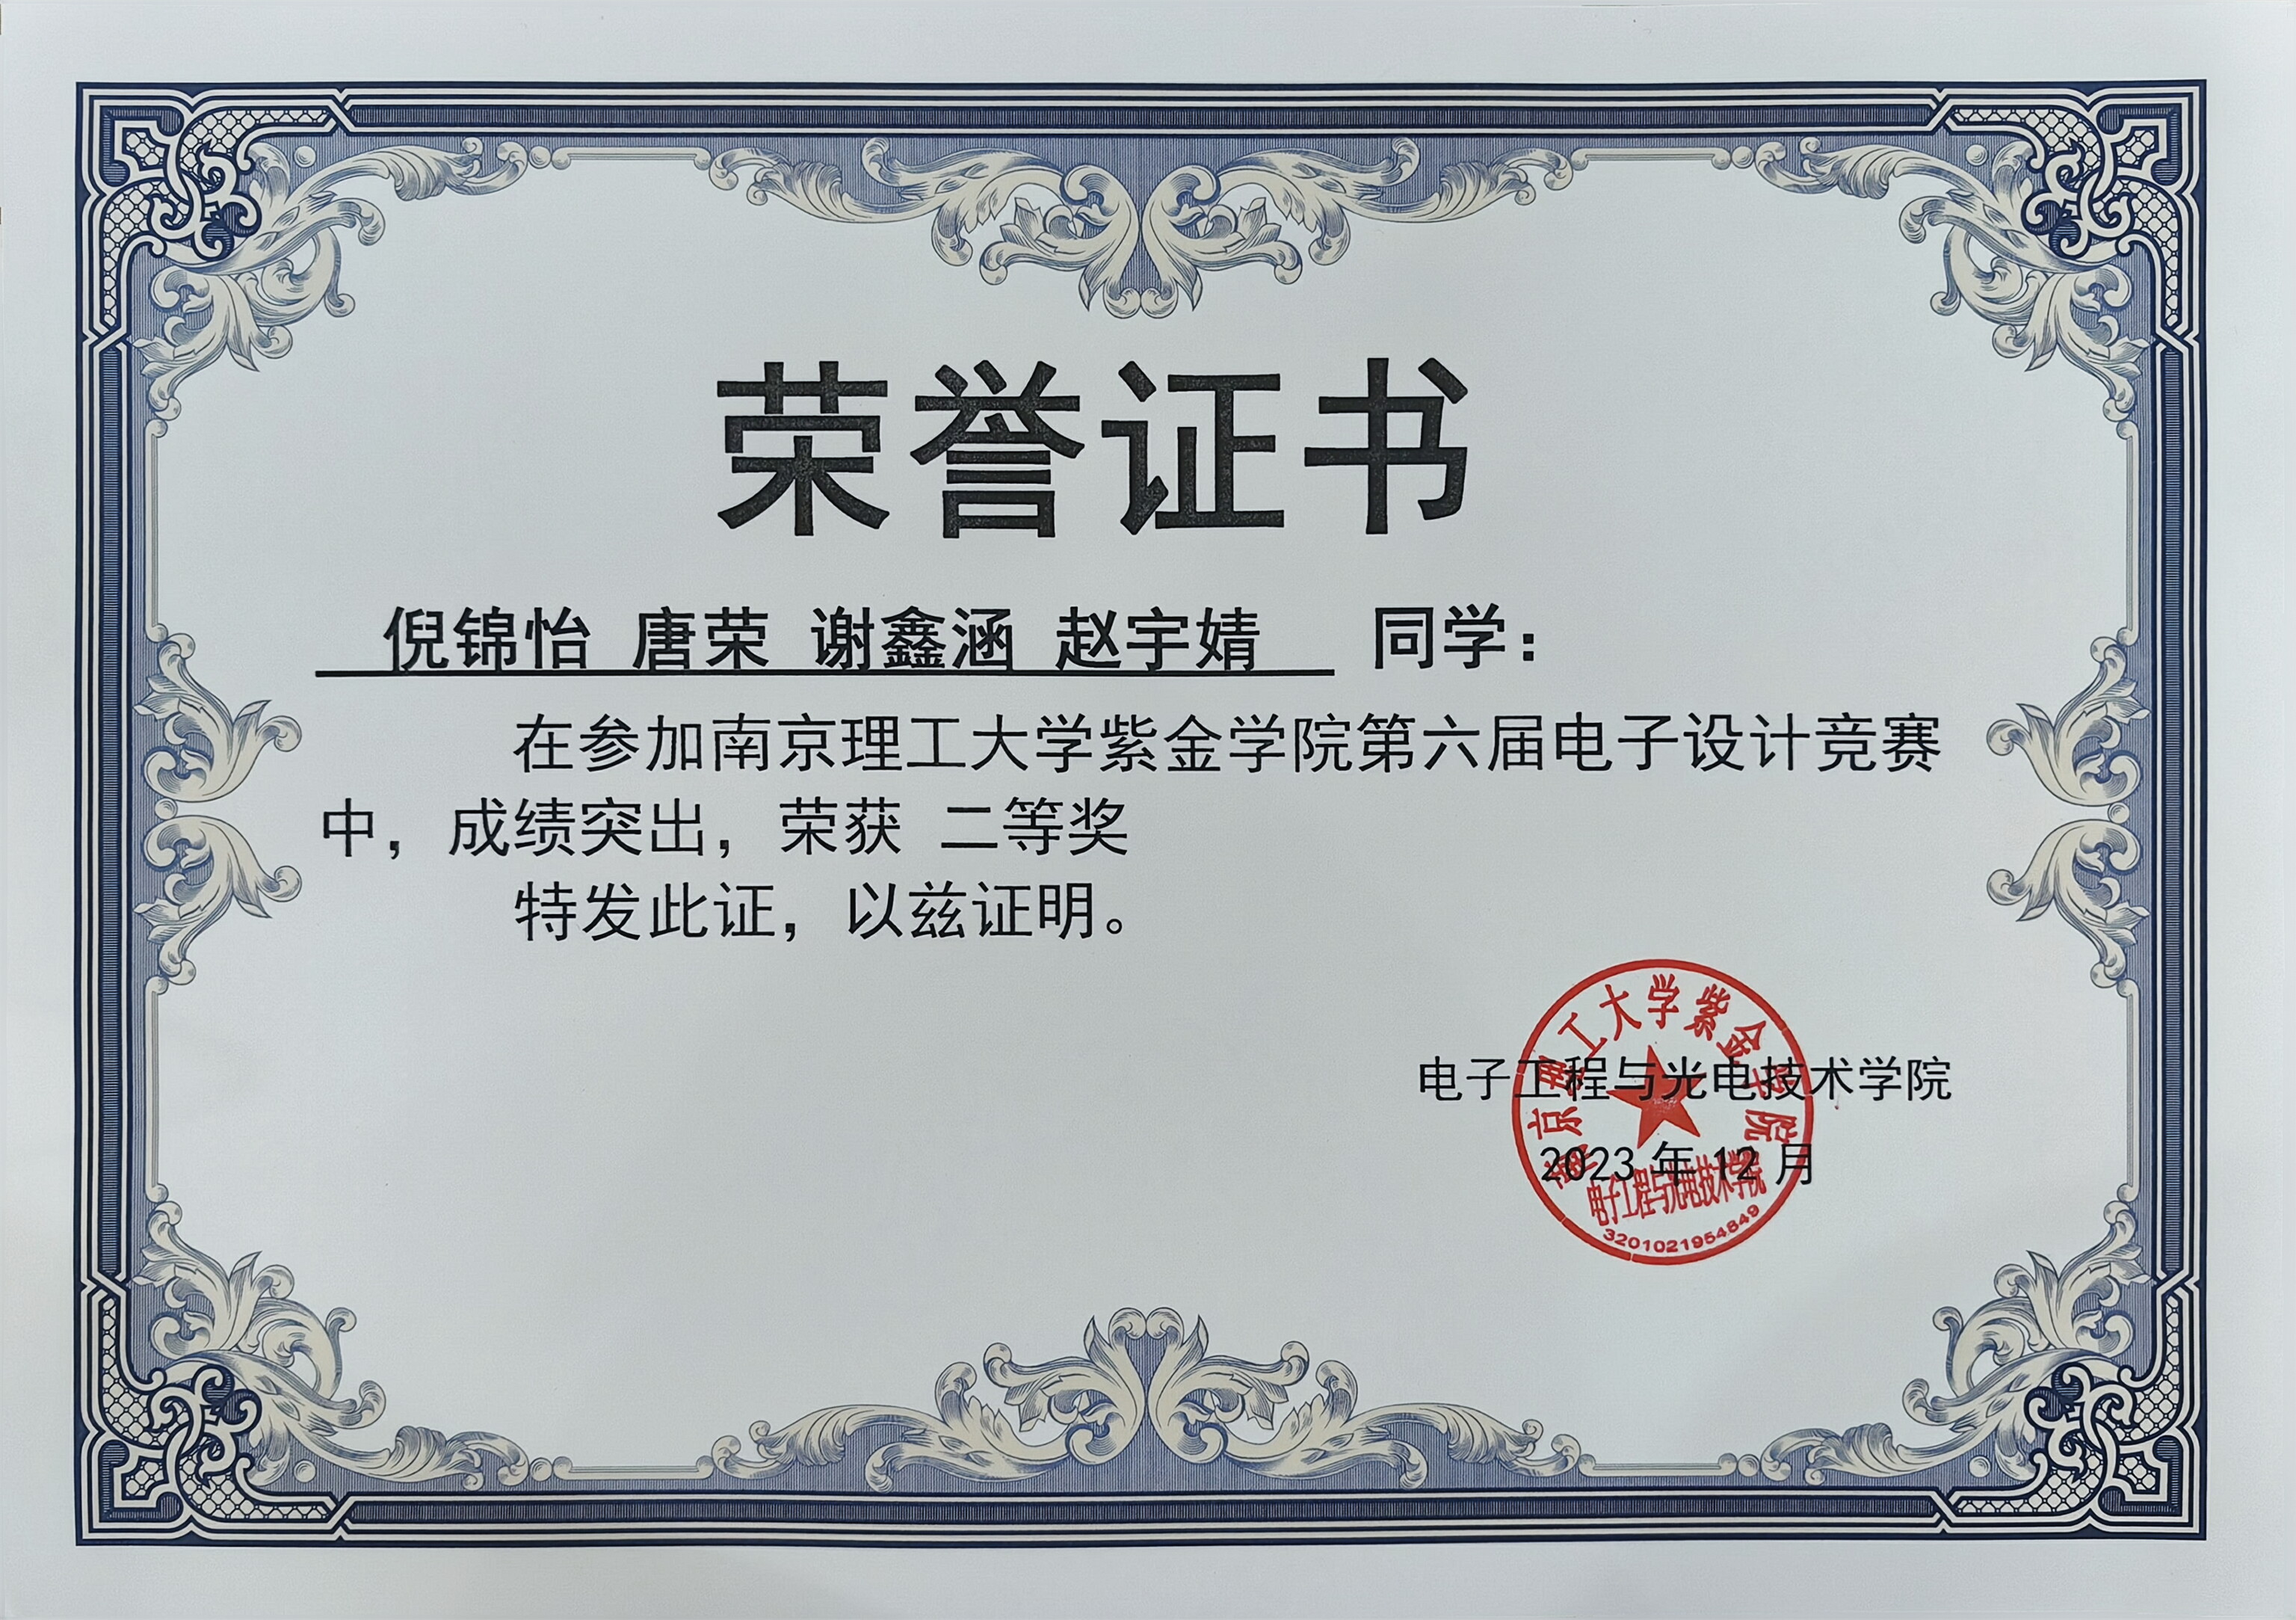 荣誉证书
倪锦怡 唐荣 谢鑫涵 赵宇婧 同学：
在参加南京理工大学紫金学院第六届电子设计竞赛
中，成绩突出，荣获 二等奖
特发此证，以兹证明。
电子工程与光电技术学院
2023 年 12 月
南京理工大学紫金学院
电子工程与光电技术学院
3201021954849